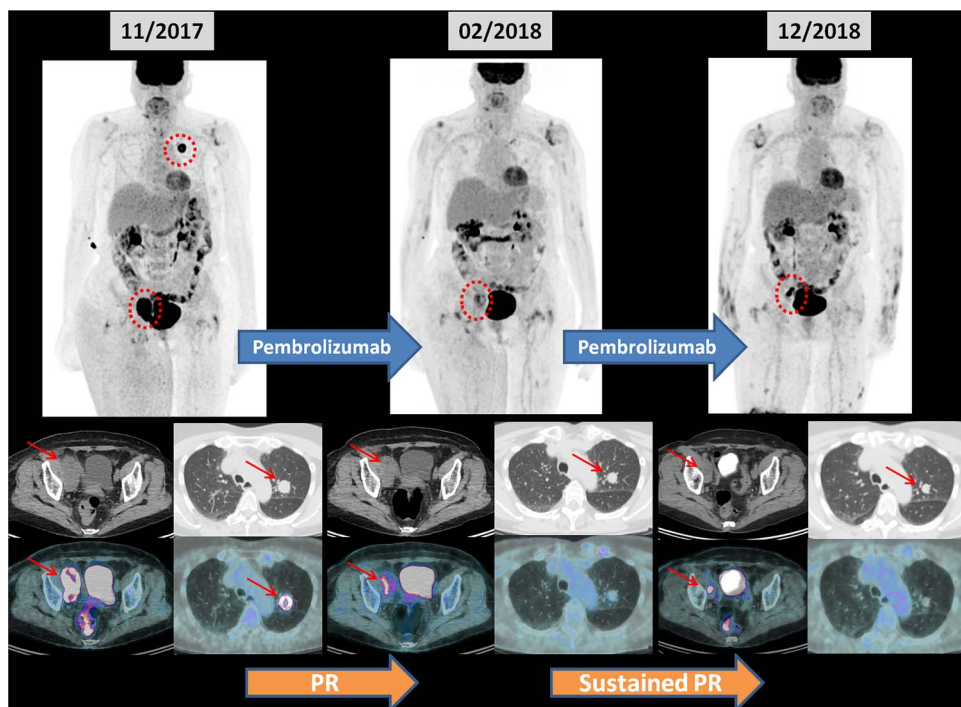 11/2017
02/2018
12/2018
Pembrolizumab
Pembrolizumab
PR
Sustained PR